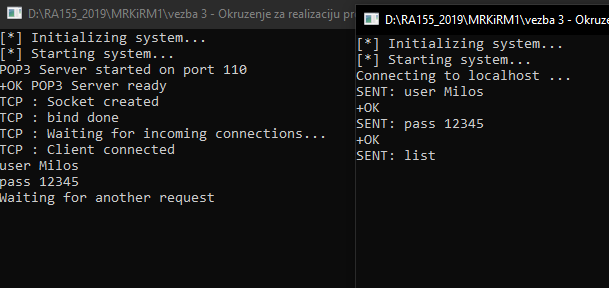 D:\RA155_2019\MRKiRM1\vezba 3 - Okruzenje za realizaciju pr
[*] Initializing system...
[*] Starting system...
POP3 Server started on port 110
+OK POP3 Server ready
TCP : Socket created
TCP : bind done
TCP : Waiting for incoming connections...
TCP : Client connected
user Milos
pass 12345
Waiting for another request
D:\RA155_2019\MRKiRM1\vezba 3 - Okruzen
[*] Initializing system...
[*] Starting system...
Connecting to localhost ...
SENT: user Milos
+OK
SENT: pass 12345
+OK
SENT: list